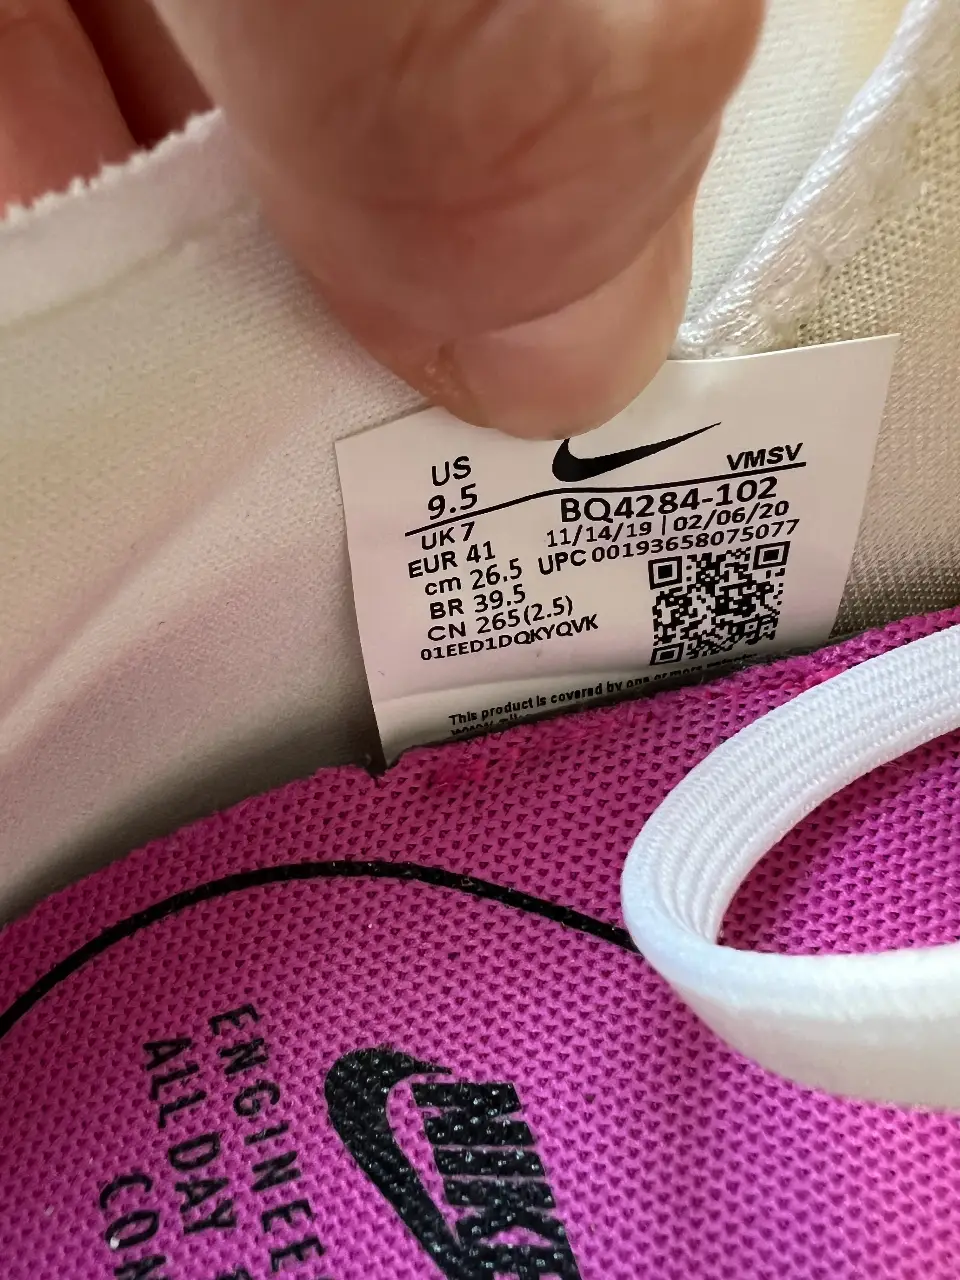 US
9.5
VMSV
BQ4284-102
UK 7
11/14/19 | 02/06/20
EUR 41
UPC 00193658075077
cm 26.5
BR 39.5
CN 265(2.5)
01EED1DQKYQVK
This product is covered by one or more
ALL DAY
NIKE